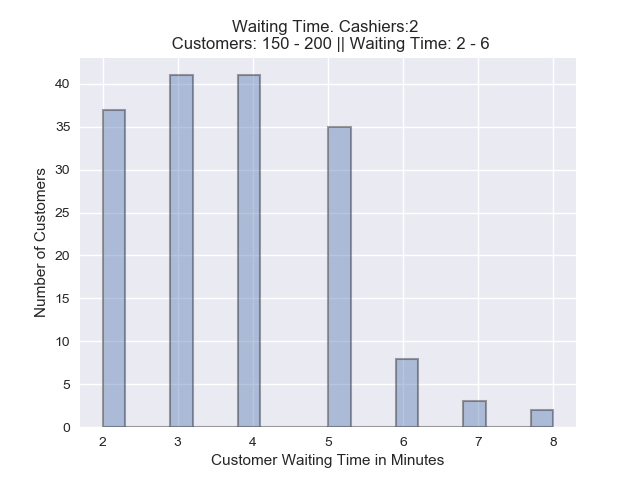 Waiting Time. Cashiers:2
Customers: 150 - 200 || Waiting Time: 2 - 6
40
35
30
25
20
15
10
5
0
Number of Customers
2 3 4 5 6 7 8
Customer Waiting Time in Minutes